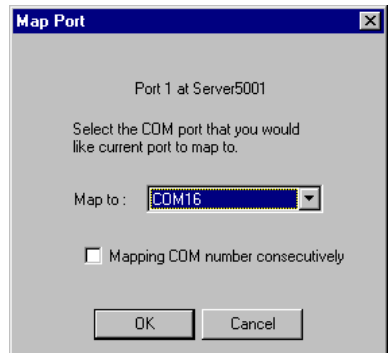 Map Port
Port 1 at Server5001
Select the COM port that you would
like current port to map to.
Map to : COM16
Mapping COM number consecutively
OK Cancel